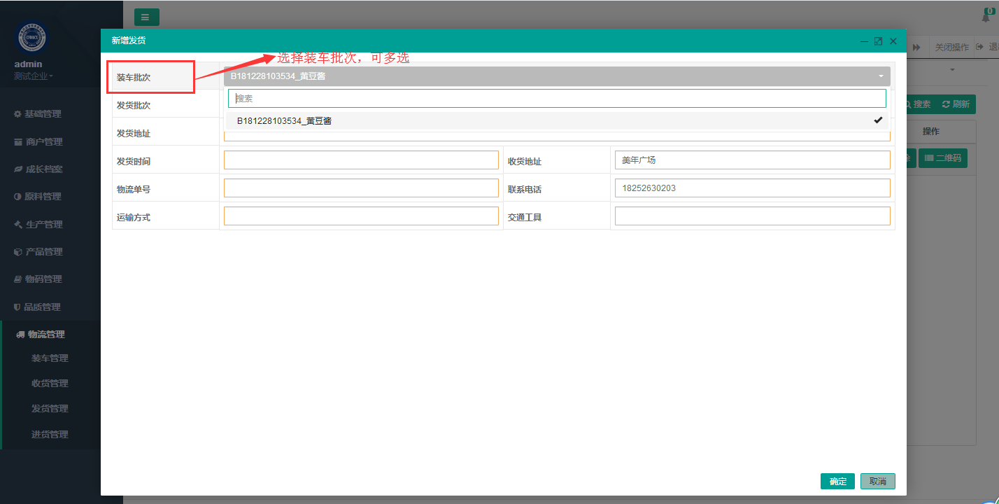 0
admin
测试企业
基础管理
商户管理
成长档案
原料管理
生产管理
产品管理
物码管理
品质管理
物流管理
装车管理
收货管理
发货管理
进货管理
关闭操作
搜索
刷新
操作
二维码
新增发货
选择装车批次，可多选
装车批次
B181228103534_黄豆酱
搜索
B181228103534_黄豆酱
发货批次
发货地址
发货时间
收货地址
美年广场
物流单号
联系电话
18252630203
运输方式
交通工具
确定
取消